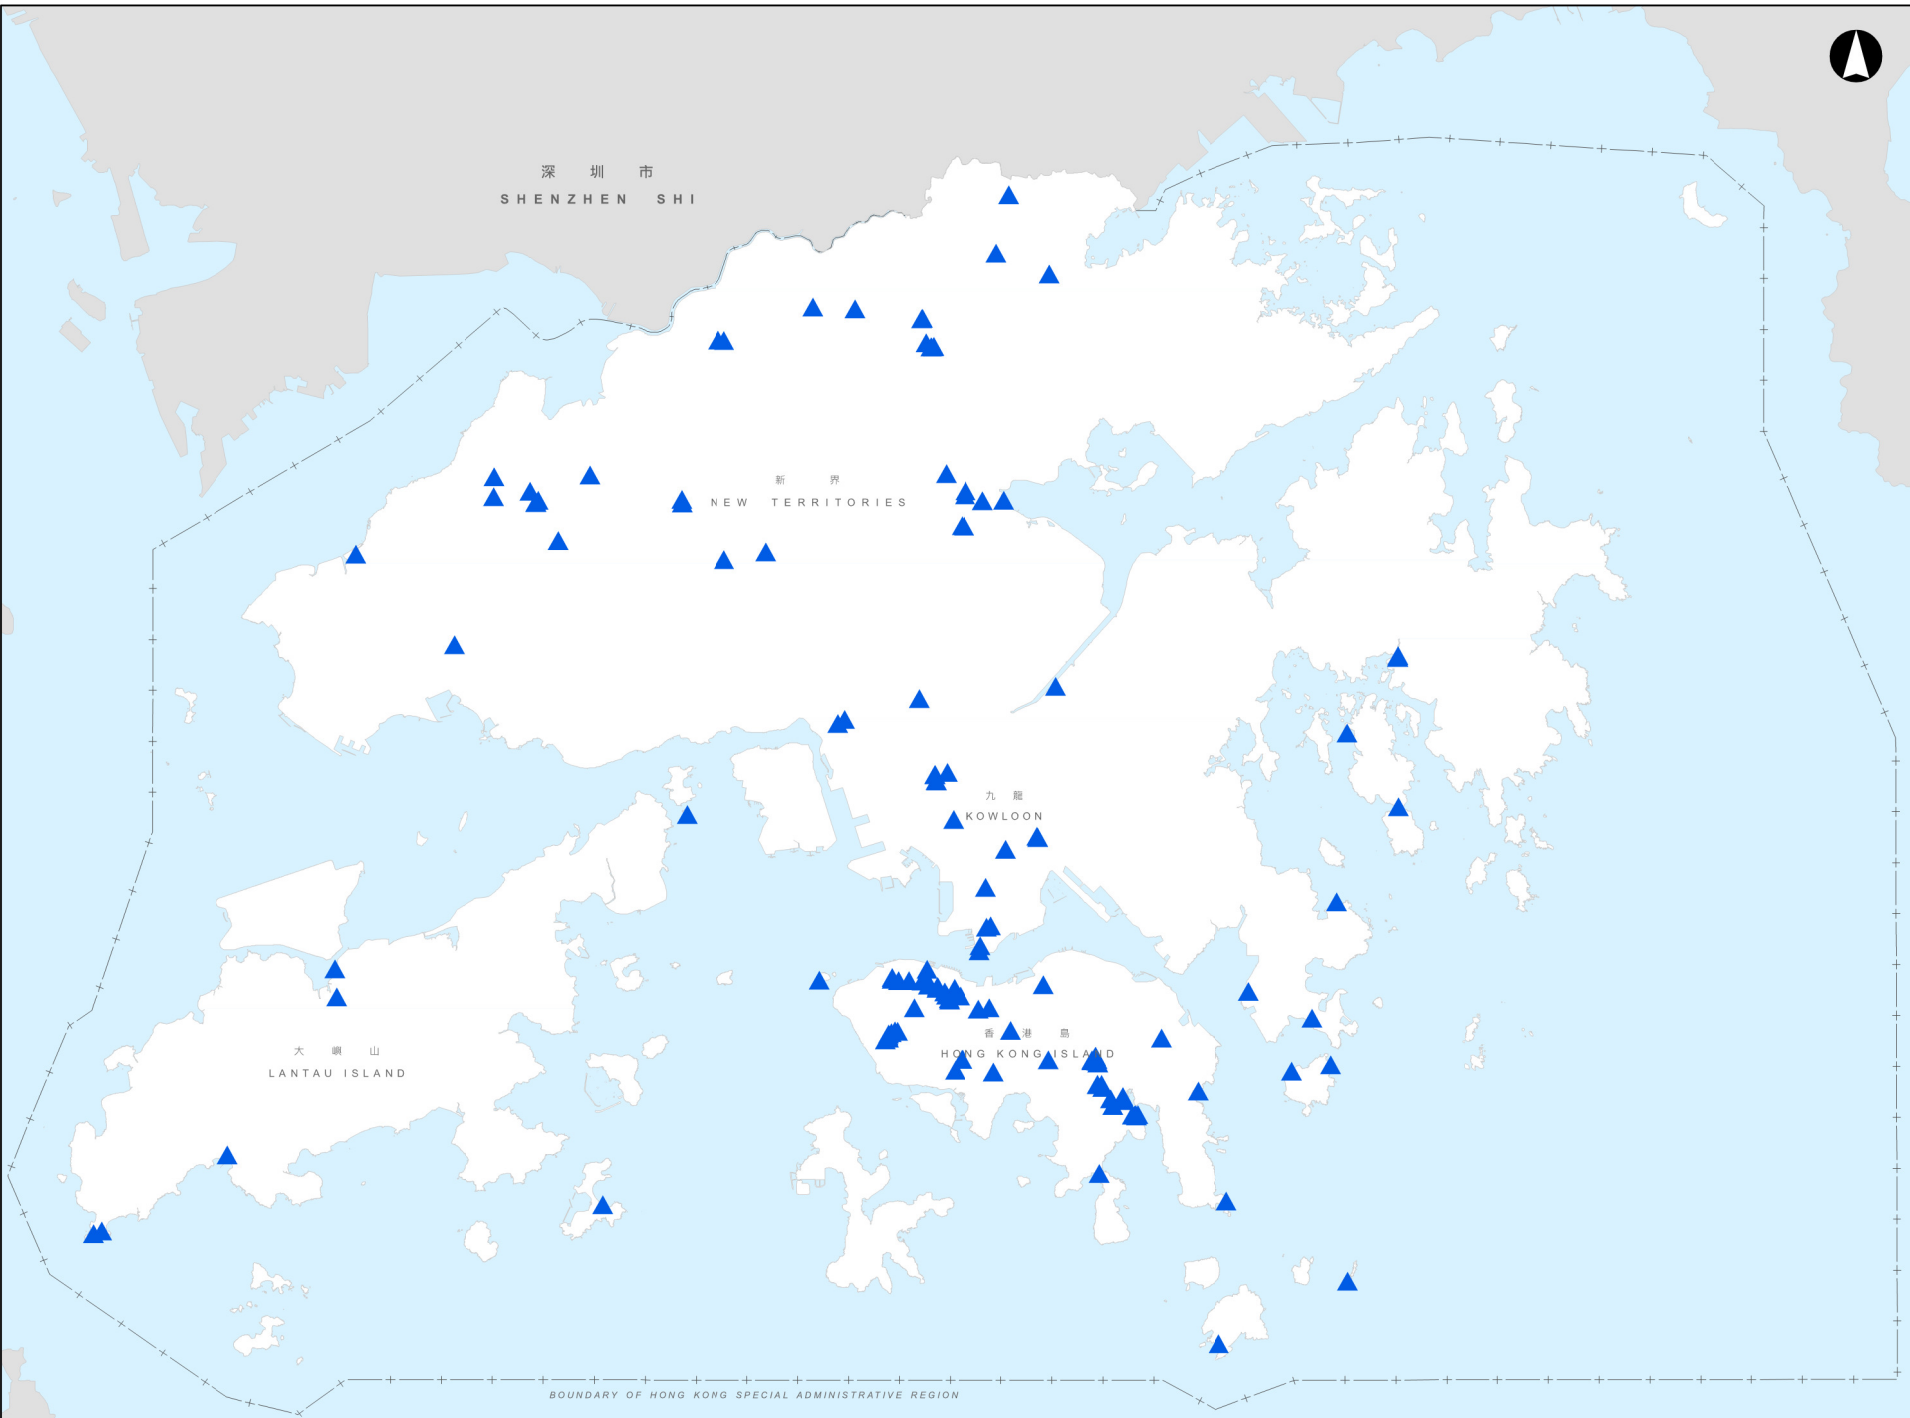 深 圳 市
SHENZHEN SHI
新 界
NEW TERRITORIES
九 龍
KOWLOON
香 港 島
HONG KONG ISLAND
大 嶼 山
LANTAU ISLAND
BOUNDARY OF HONG KONG SPECIAL ADMINISTRATIVE REGION